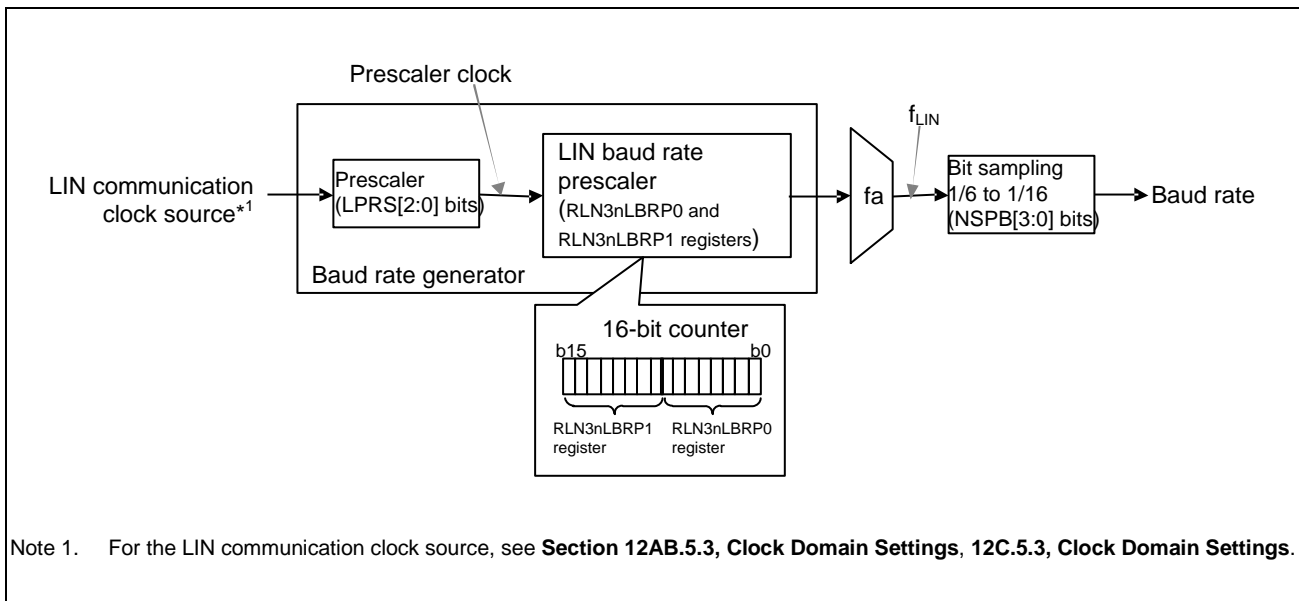 Prescaler clock
f_LIN
LIN communication
clock source*1
Prescaler
(LPRS[2:0] bits)
LIN baud rate
prescaler
(RLN3nLBRP0 and
RLN3nLBRP1 registers)
fa
Bit sampling
1/6 to 1/16
(NSPB[3:0] bits)
Baud rate
Baud rate generator
16-bit counter
b15 b0
RLN3nLBRP1
register
RLN3nLBRP0
register
Note 1. For the LIN communication clock source, see Section 12AB.5.3, Clock Domain Settings, 12C.5.3, Clock Domain Settings.